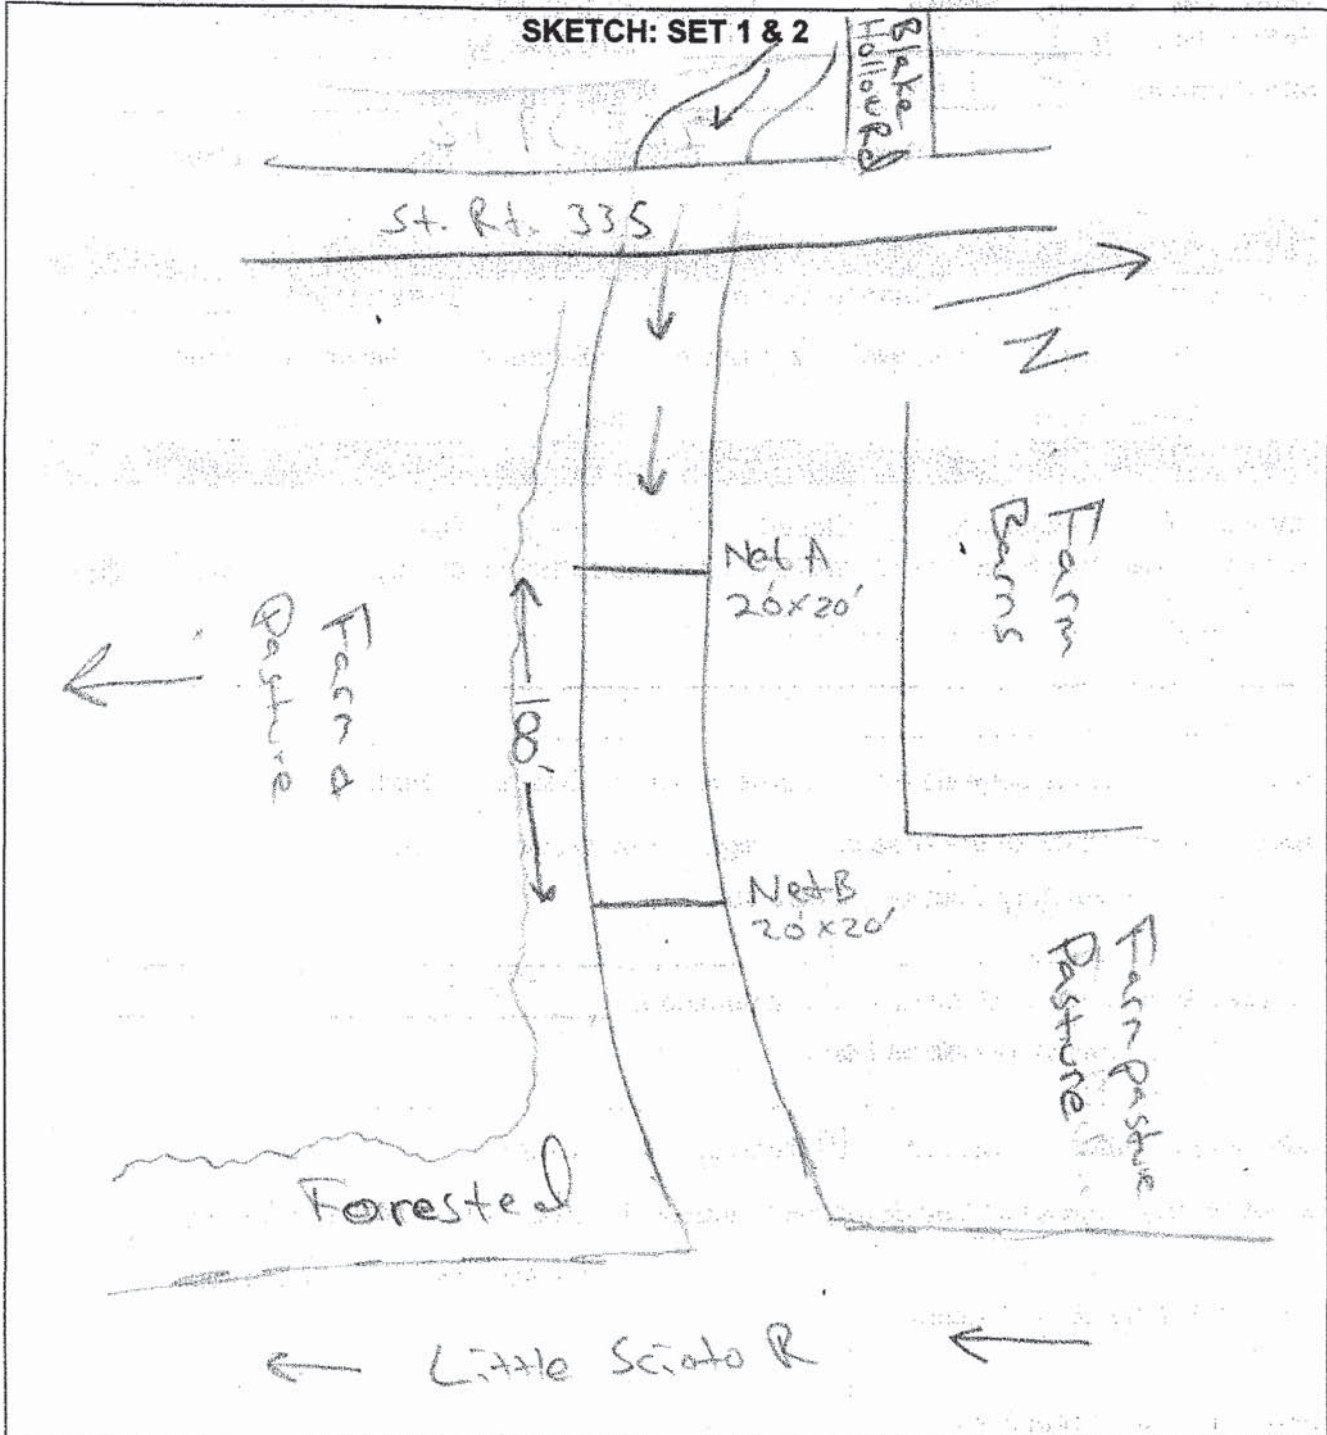 SKETCH: SET 1 & 2
Blake
Hollow Rd
St. Rt. 335
N
Net A
20'x20'
Farm
Barns
Farm &
Pasture
18'
Net B
20'x20'
Farm pasture
Pasture
Forested
Little Scioto R